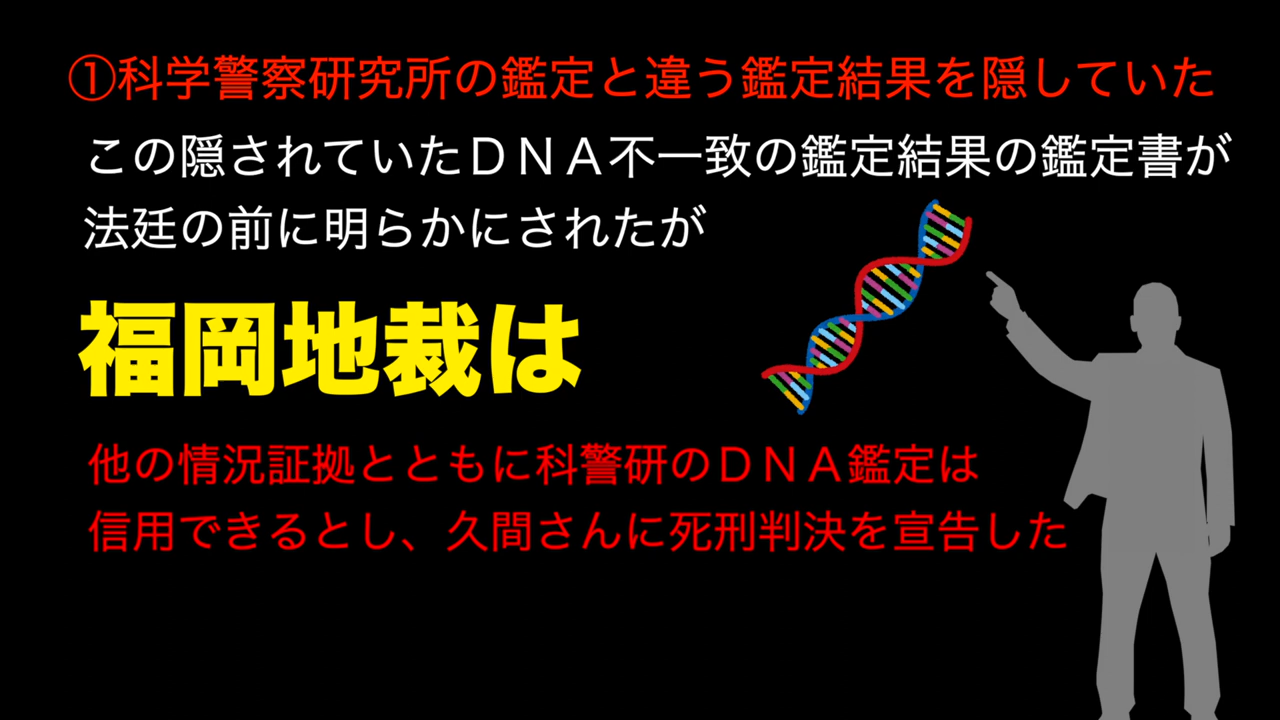 ①科学警察研究所の鑑定と違う鑑定結果を隠していた
この隠されていたＤＮＡ不一致の鑑定結果の鑑定書が
法廷の前に明らかにされたが
福岡地裁は
他の情況証拠とともに科警研のＤＮＡ鑑定は
信用できるとし、久間さんに死刑判決を宣告した